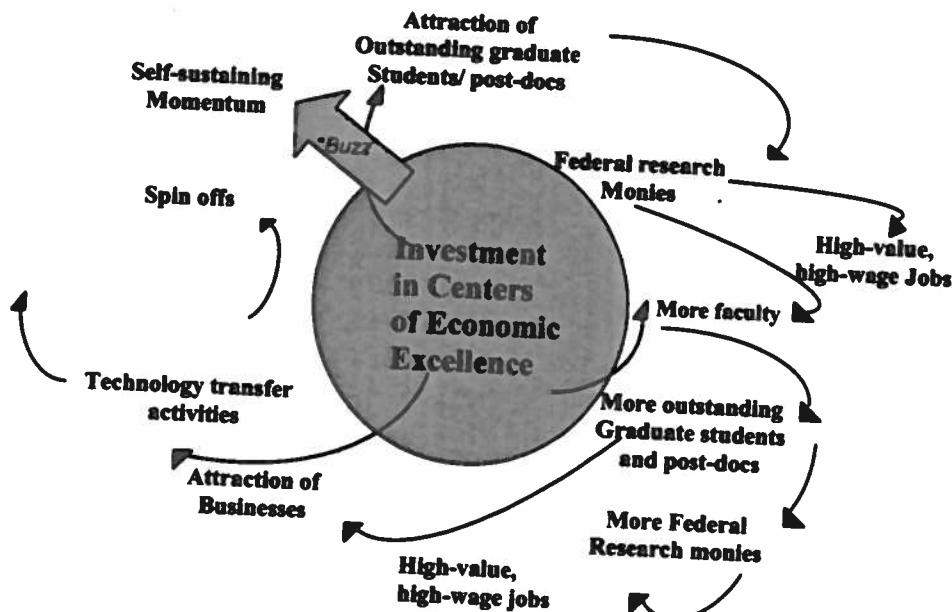 Attraction of
Outstanding graduate
Students/ post-docs
Self-sustaining
Momentum
"Buzz
Federal research
Monies
Spin offs
High-value,
high-wage Jobs
Investment
in Centers
of Economic
Excellence
More faculty
Technology transfer
activities
More outstanding
Graduate students
and post-docs
Attraction of
Businesses
More Federal
Research monies
High-value,
high-wage jobs